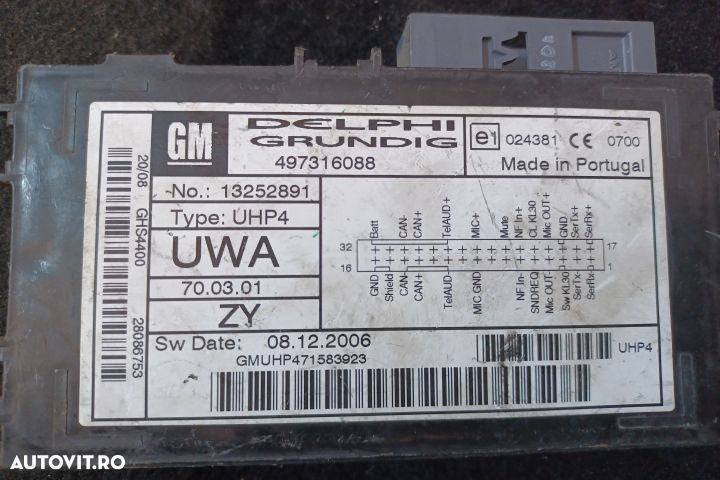 GM
DELPHI
GRUNDIG
497316088
e1 024381 CE 0700
Made in Portugal
20/08 GHS4400 28086753
No.: 13252891
Type: UHP4
UWA
70.03.01
ZY
Batt CAN- CAN+ TelAUD+ MIC+ Mute NF In+ CL KL30 Mic OUT+ GND SerTx+ SerRx+
32 17
16 1
GND Shield CAN- CAN+ TelAUD- MIC GND NF In- SNDREQ Mic OUT- Sw KL30 SerTx- SerRx-
Sw Date: 08.12.2006
GMUHP471583923
UHP4
AUTOVIT.RO